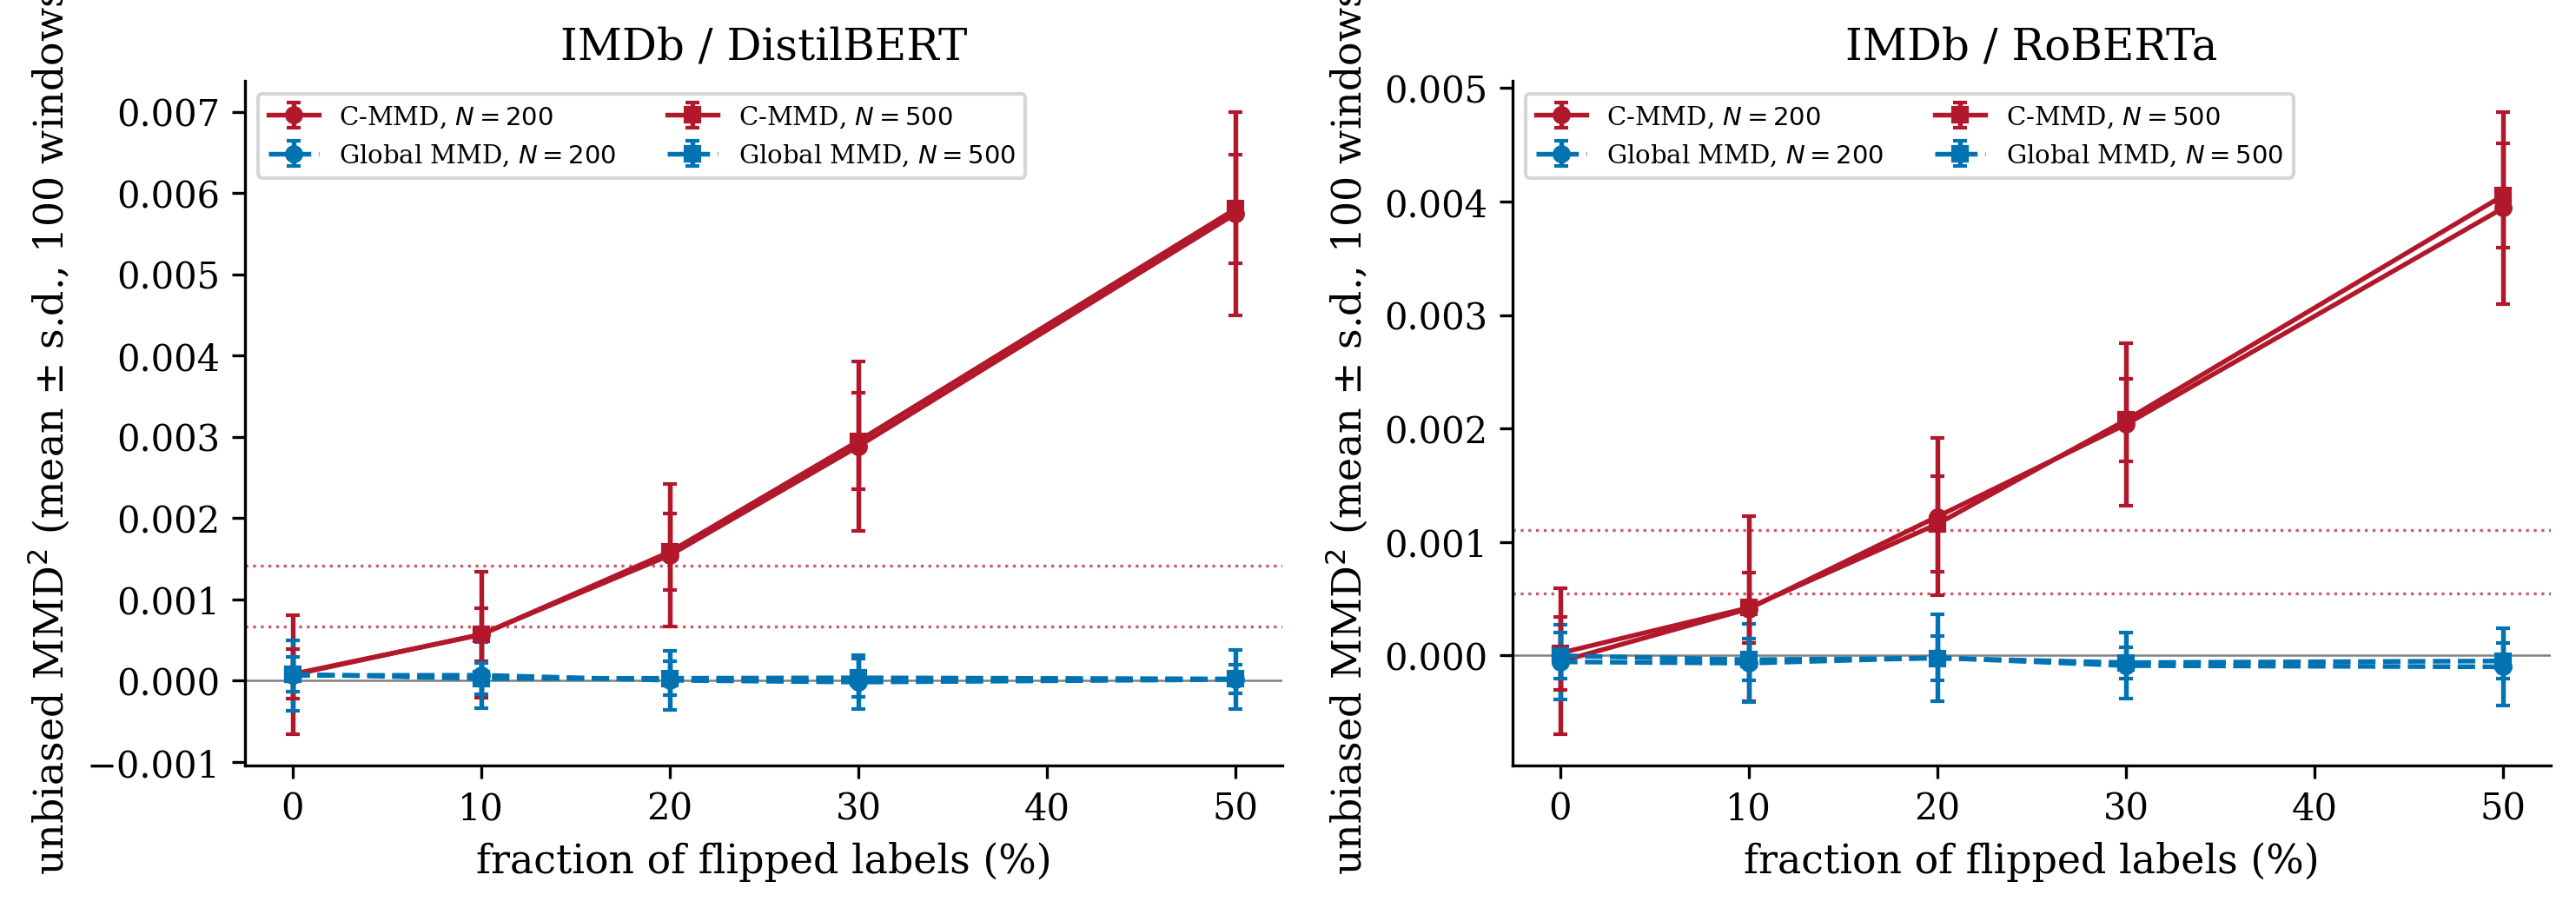 IMDb / DistilBERT
unbiased MMD² (mean ± s.d., 100 windows
0.007
0.006
0.005
0.004
0.003
0.002
0.001
0.000
−0.001
C-MMD, N = 200
C-MMD, N = 500
Global MMD, N = 200
Global MMD, N = 500
0 10 20 30 40 50
fraction of flipped labels (%)
IMDb / RoBERTa
unbiased MMD² (mean ± s.d., 100 windows
0.005
0.004
0.003
0.002
0.001
0.000
C-MMD, N = 200
C-MMD, N = 500
Global MMD, N = 200
Global MMD, N = 500
0 10 20 30 40 50
fraction of flipped labels (%)